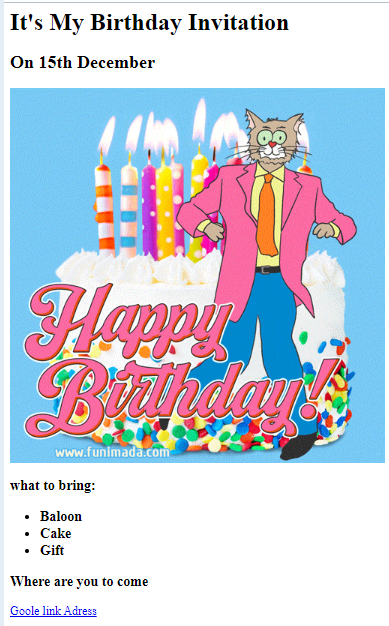 It's My Birthday Invitation
On 15th December
Happy
Birthday!
www.funimada.com
what to bring:
Baloon
Cake
Gift
Where are you to come
Goole link Adress